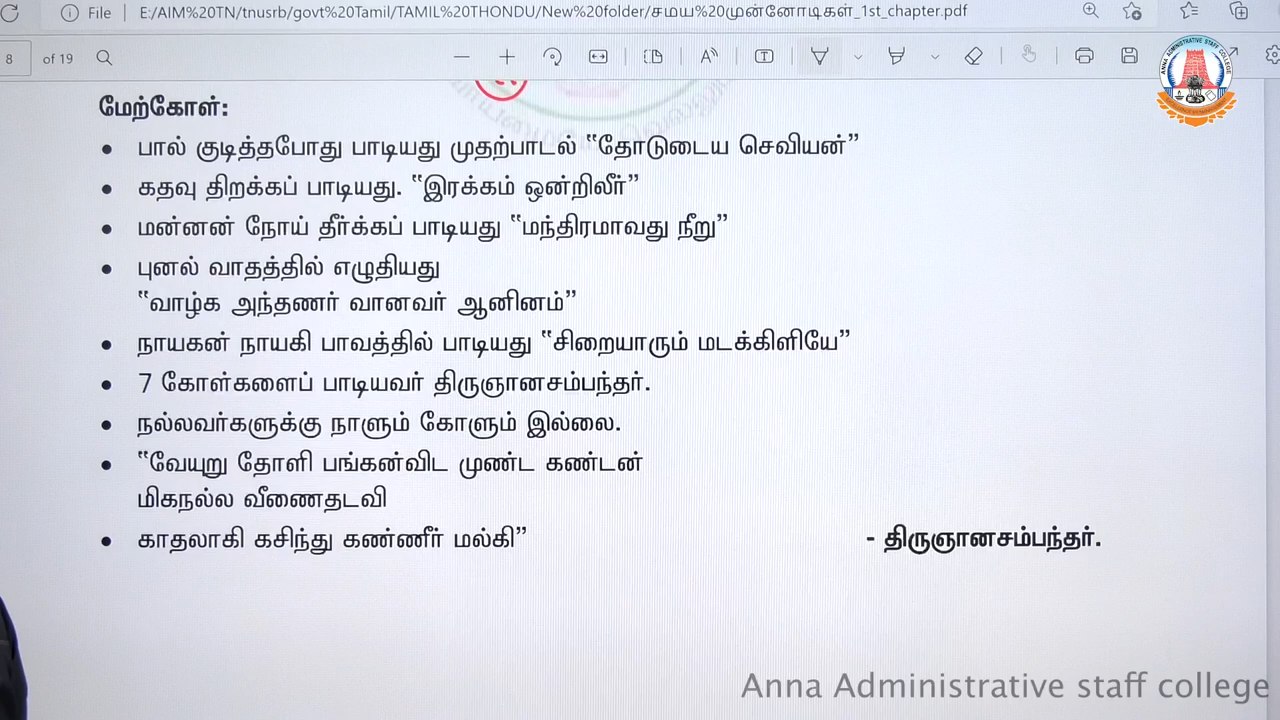 File E:/AIM%20TN/tnusrb/govt%20Tamil/TAMIL%20THONDU/New%20folder/சமய%20முன்னோடிகள்_1st_chapter.pdf
8 of 19
ANNA ADMINISTRATIVE STAFF COLLEGE
மேற்கோள்:
• பால் குடித்தபோது பாடியது முதற்பாடல் “தோடுடைய செவியன்”
• கதவு திறக்கப் பாடியது. “இரக்கம் ஒன்றிலீர்”
• மன்னன் நோய் தீர்க்கப் பாடியது “மந்திரமாவது நீறு”
• புனல் வாதத்தில் எழுதியது
“வாழ்க அந்தணர் வானவர் ஆனினம்”
• நாயகன் நாயகி பாவத்தில் பாடியது “சிறையாரும் மடக்கிளியே”
• 7 கோள்களைப் பாடியவர் திருஞானசம்பந்தர்.
• நல்லவர்களுக்கு நாளும் கோளும் இல்லை.
• “வேயுறு தோளி பங்கன்விட முண்ட கண்டன்
மிகநல்ல வீணைதடவி
• காதலாகி கசிந்து கண்ணீர் மல்கி” - திருஞானசம்பந்தர்.
Anna Administrative staff college